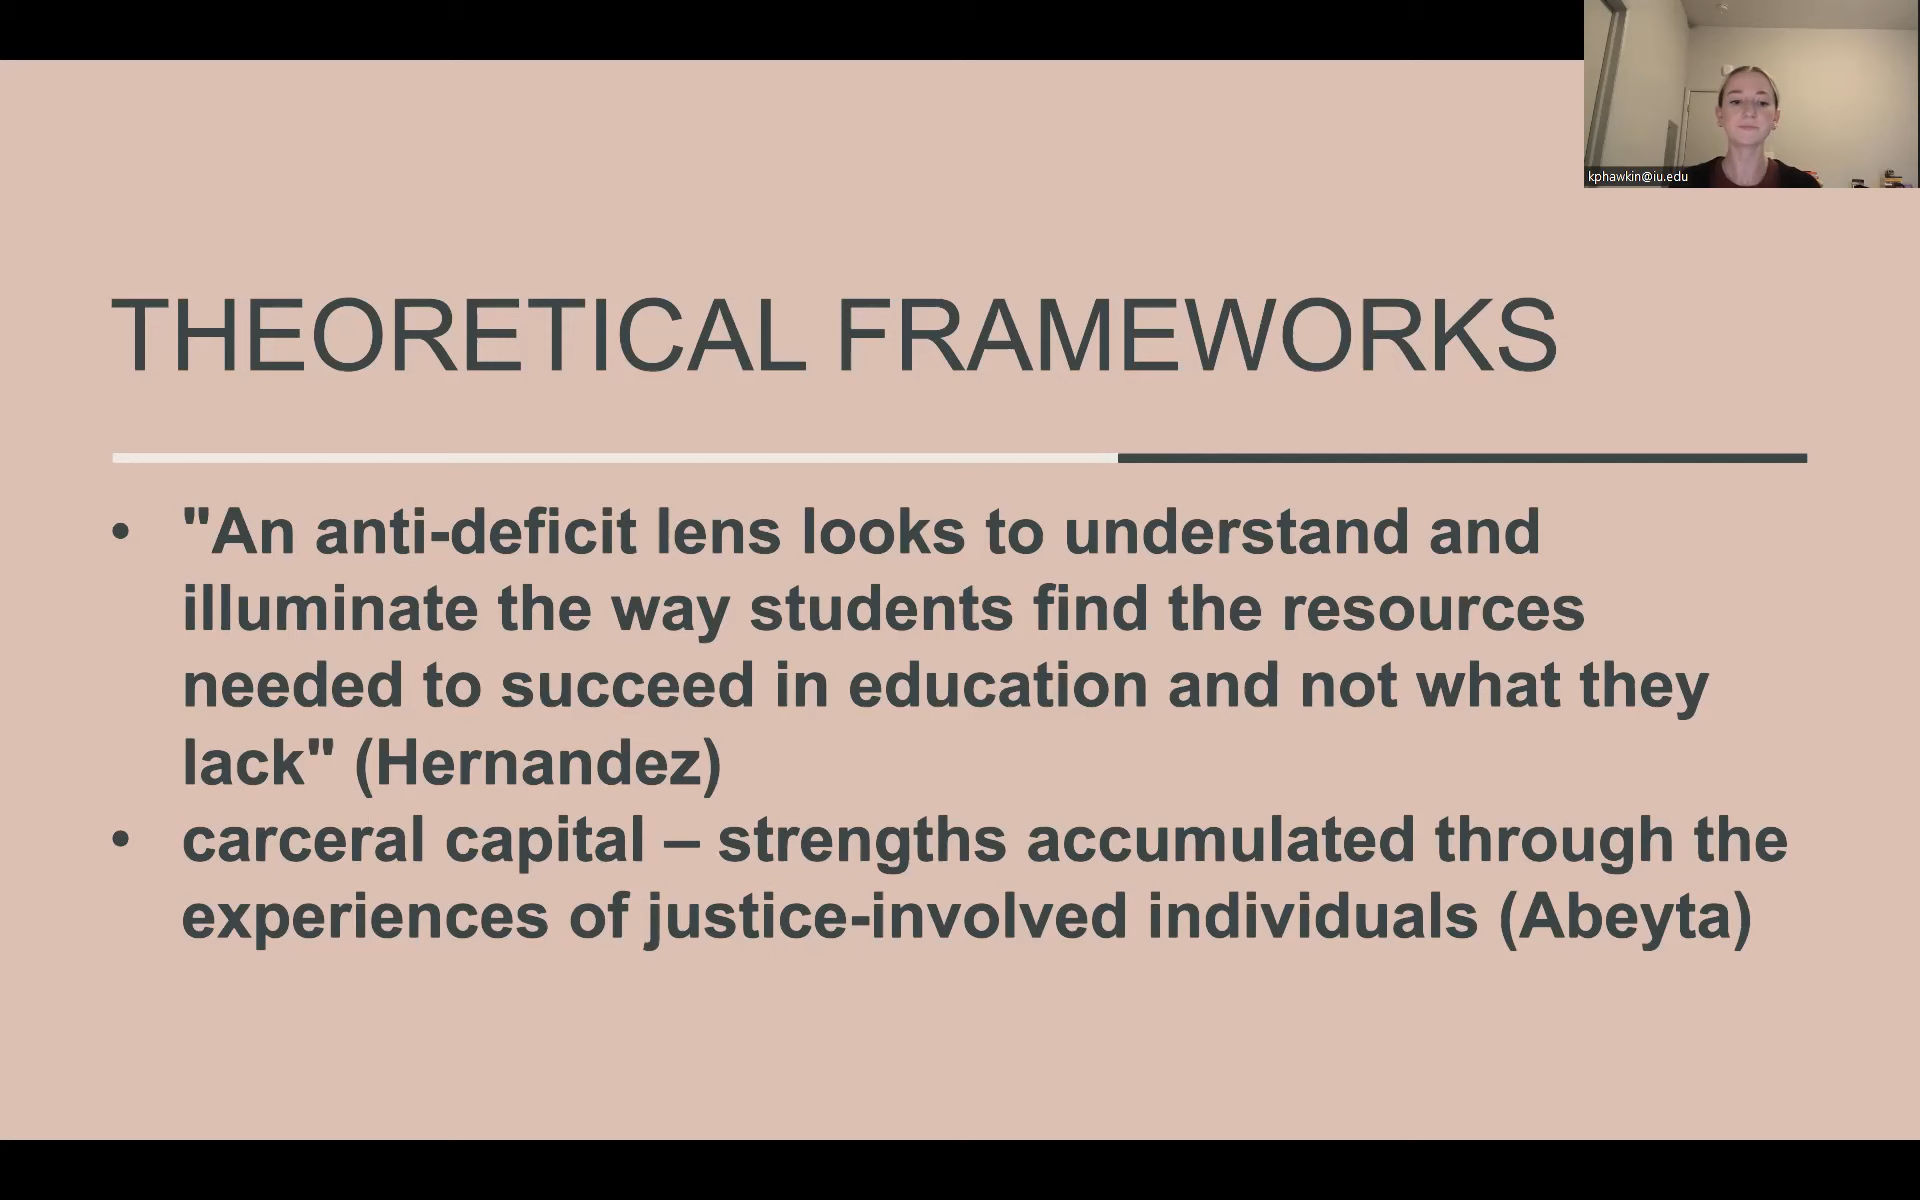 kphawkin@iu.edu
THEORETICAL FRAMEWORKS
• "An anti-deficit lens looks to understand and
illuminate the way students find the resources
needed to succeed in education and not what they
lack" (Hernandez)
• carceral capital – strengths accumulated through the
experiences of justice-involved individuals (Abeyta)